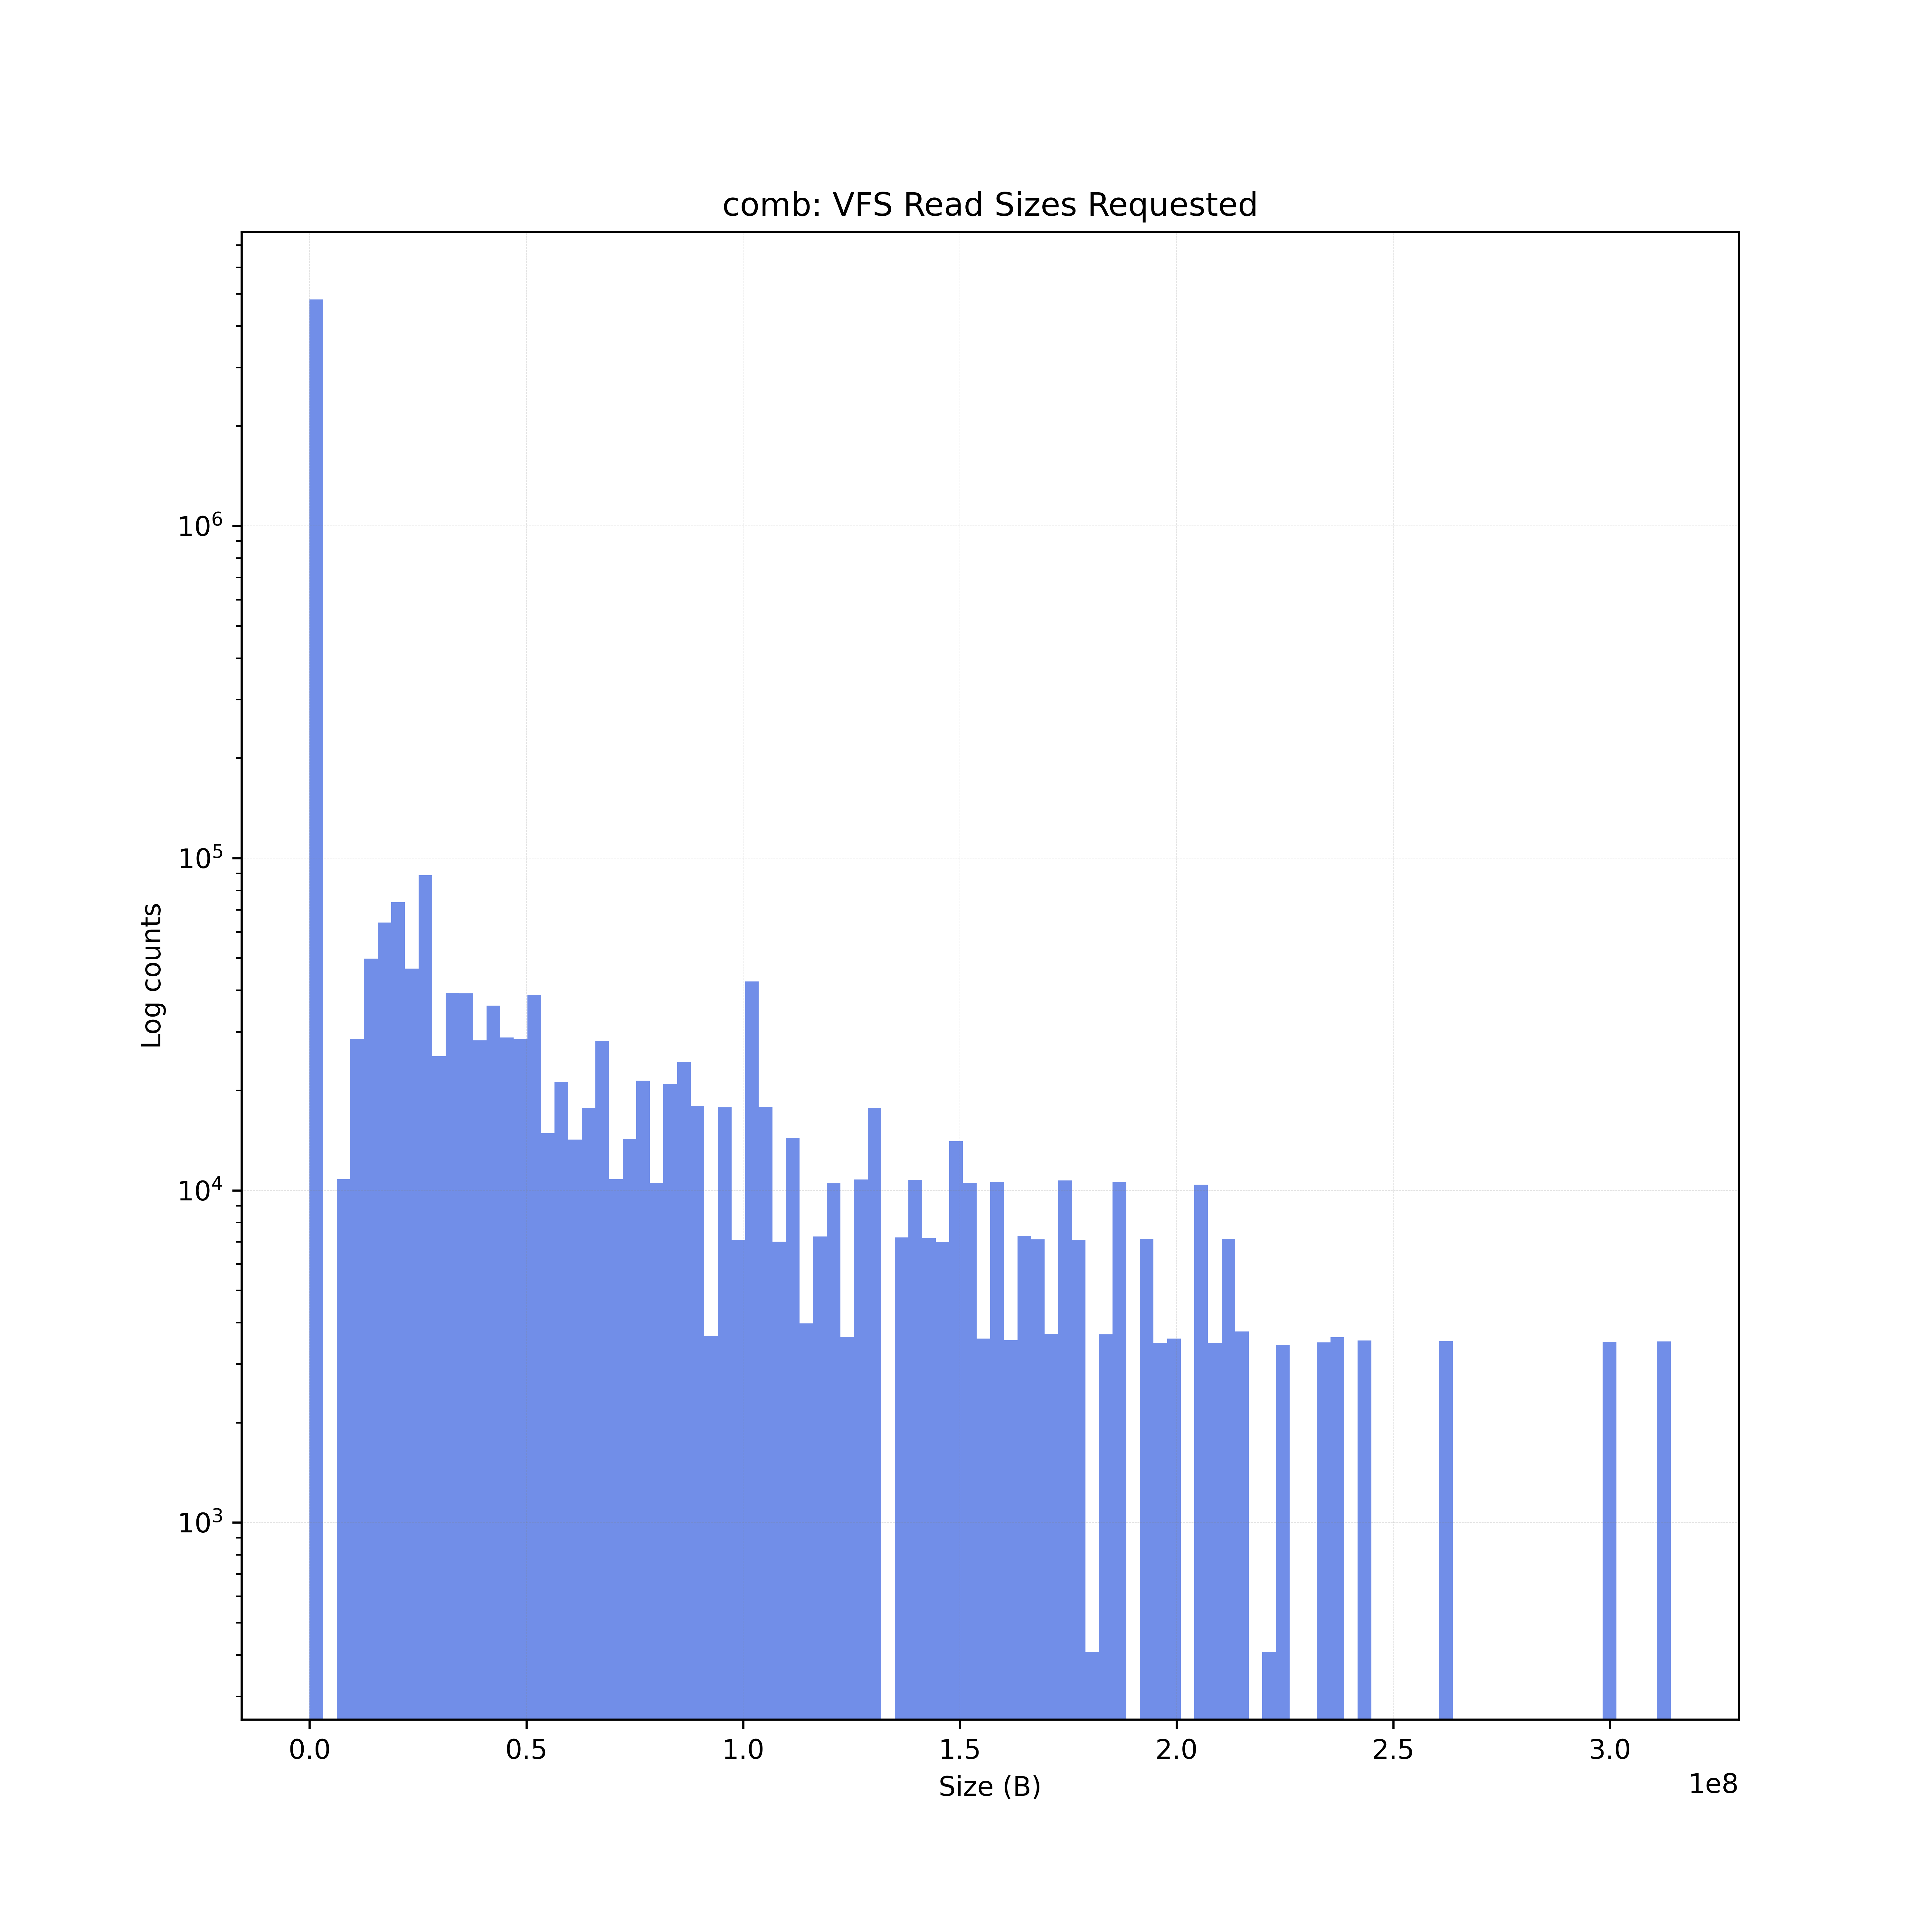 comb: VFS Read Sizes Requested
Log counts
10^6
10^5
10^4
10^3
0.0 0.5 1.0 1.5 2.0 2.5 3.0
Size (B)
1e8